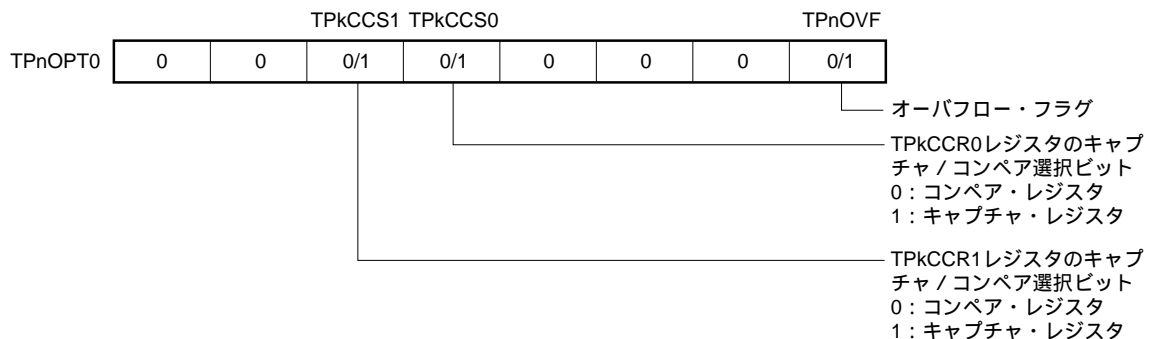 TPkCCS1 TPkCCS0 TPnOVF
TPnOPT0 0 0 0/1 0/1 0 0 0 0/1
オーバフロー・フラグ
TPkCCR0レジスタのキャプ
チャ／コンペア選択ビット
0：コンペア・レジスタ
1：キャプチャ・レジスタ
TPkCCR1レジスタのキャプ
チャ／コンペア選択ビット
0：コンペア・レジスタ
1：キャプチャ・レジスタ